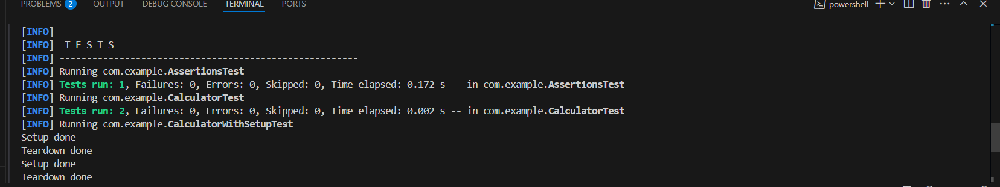 PROBLEMS 2 OUTPUT DEBUG CONSOLE TERMINAL PORTS powershell
[INFO] -------------------------------------------------------
[INFO]  T E S T S
[INFO] -------------------------------------------------------
[INFO] Running com.example.AssertionsTest
[INFO] Tests run: 1, Failures: 0, Errors: 0, Skipped: 0, Time elapsed: 0.172 s -- in com.example.AssertionsTest
[INFO] Running com.example.CalculatorTest
[INFO] Tests run: 2, Failures: 0, Errors: 0, Skipped: 0, Time elapsed: 0.002 s -- in com.example.CalculatorTest
[INFO] Running com.example.CalculatorWithSetupTest
Setup done
Teardown done
Setup done
Teardown done